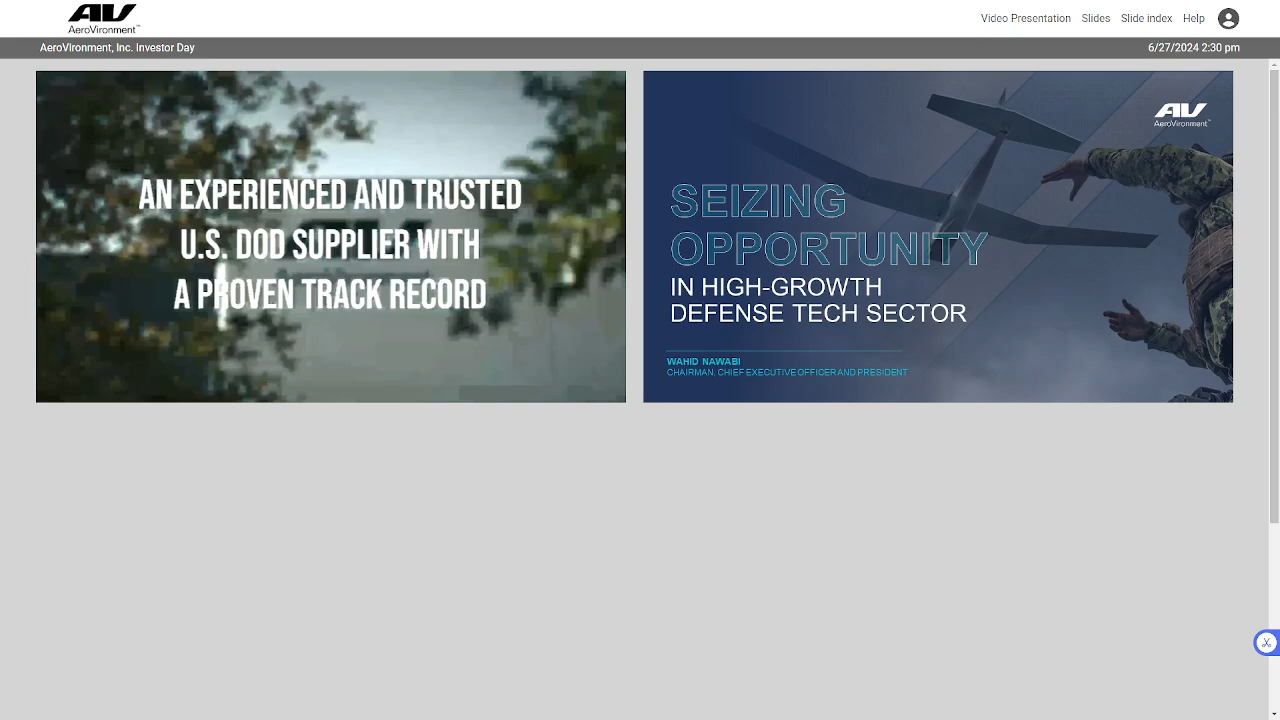 AV
AeroVironment™
Video Presentation Slides Slide index Help
AeroVironment, Inc. Investor Day
6/27/2024 2:30 pm
AN EXPERIENCED AND TRUSTED
U.S. DOD SUPPLIER WITH
A PROVEN TRACK RECORD
AV
AeroVironment™
SEIZING
OPPORTUNITY
IN HIGH-GROWTH
DEFENSE TECH SECTOR
WAHID NAWABI
CHAIRMAN, CHIEF EXECUTIVE OFFICER AND PRESIDENT